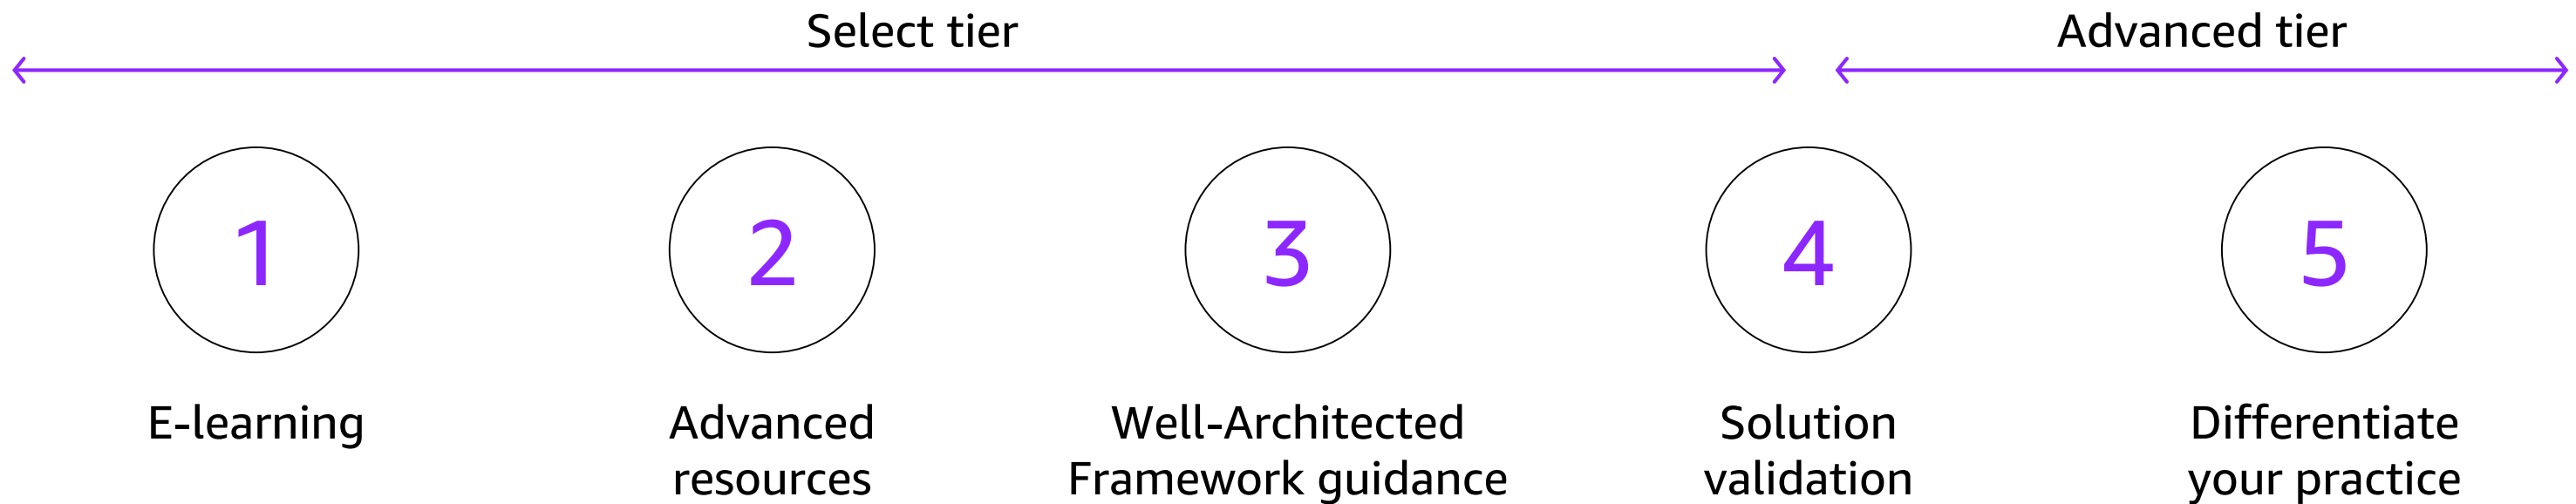 Select tier
Advanced tier
1
2
3
4
5
E-learning
Advanced
resources
Well-Architected
Framework guidance
Solution
validation
Differentiate
your practice